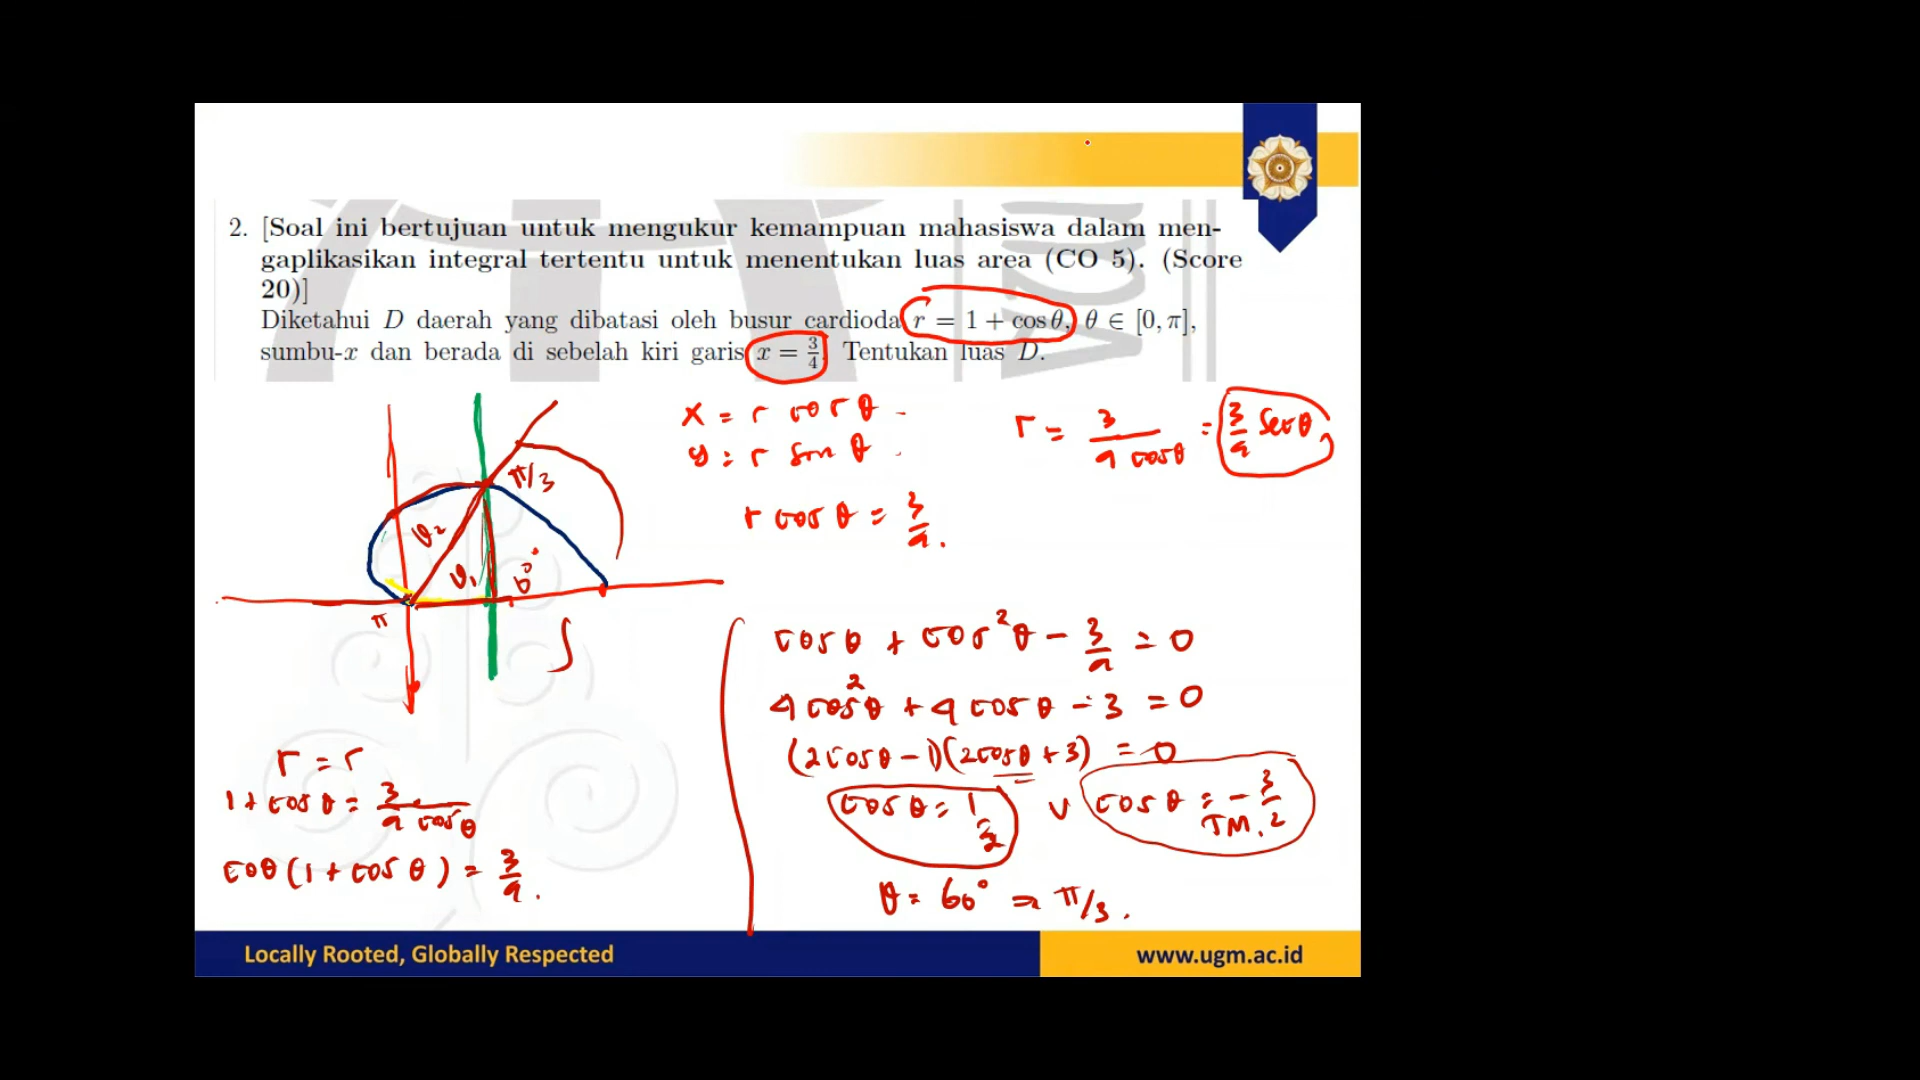 2. [Soal ini bertujuan untuk mengukur kemampuan mahasiswa dalam men-
gaplikasikan integral tertentu untuk menentukan luas area (CO 5). (Score
20)]
Diketahui D daerah yang dibatasi oleh busur cardioda r = 1 + cos θ, θ ∈ [0, π],
sumbu-x dan berada di sebelah kiri garis x = 3/4. Tentukan luas D.
x = r cos θ
y = r sin θ
r = 3/(4 cos θ) = 3/4 sec θ
r cos θ = 3/4.
π/3
θ2
θ1
0°
π
∫
r = r
1 + cos θ = 3/(4 cos θ)
coθ (1 + cos θ) = 3/4.
cos θ + cos²θ - 3/4 = 0
4 cos²θ + 4 cos θ - 3 = 0
(2 cos θ - 1)(2 cos θ + 3) = 0
cos θ = 1/2 ∨ cos θ = -3/2
TM.
θ = 60° ⇒ π/3.
Locally Rooted, Globally Respected
www.ugm.ac.id